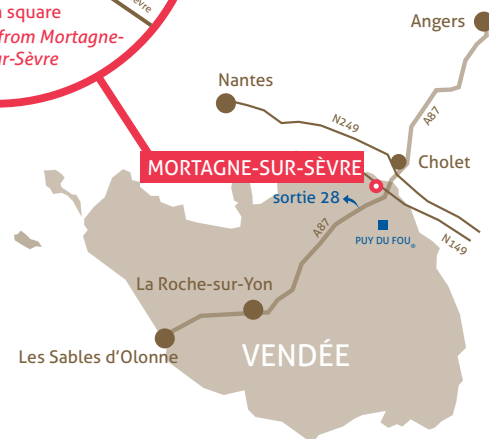 square
from Mortagne-
ur-Sèvre
Angers
Nantes
N249
A87
Cholet
MORTAGNE-SUR-SÈVRE
sortie 28
A87
N149
PUY DU FOU®
La Roche-sur-Yon
Les Sables d'Olonne
VENDÉE